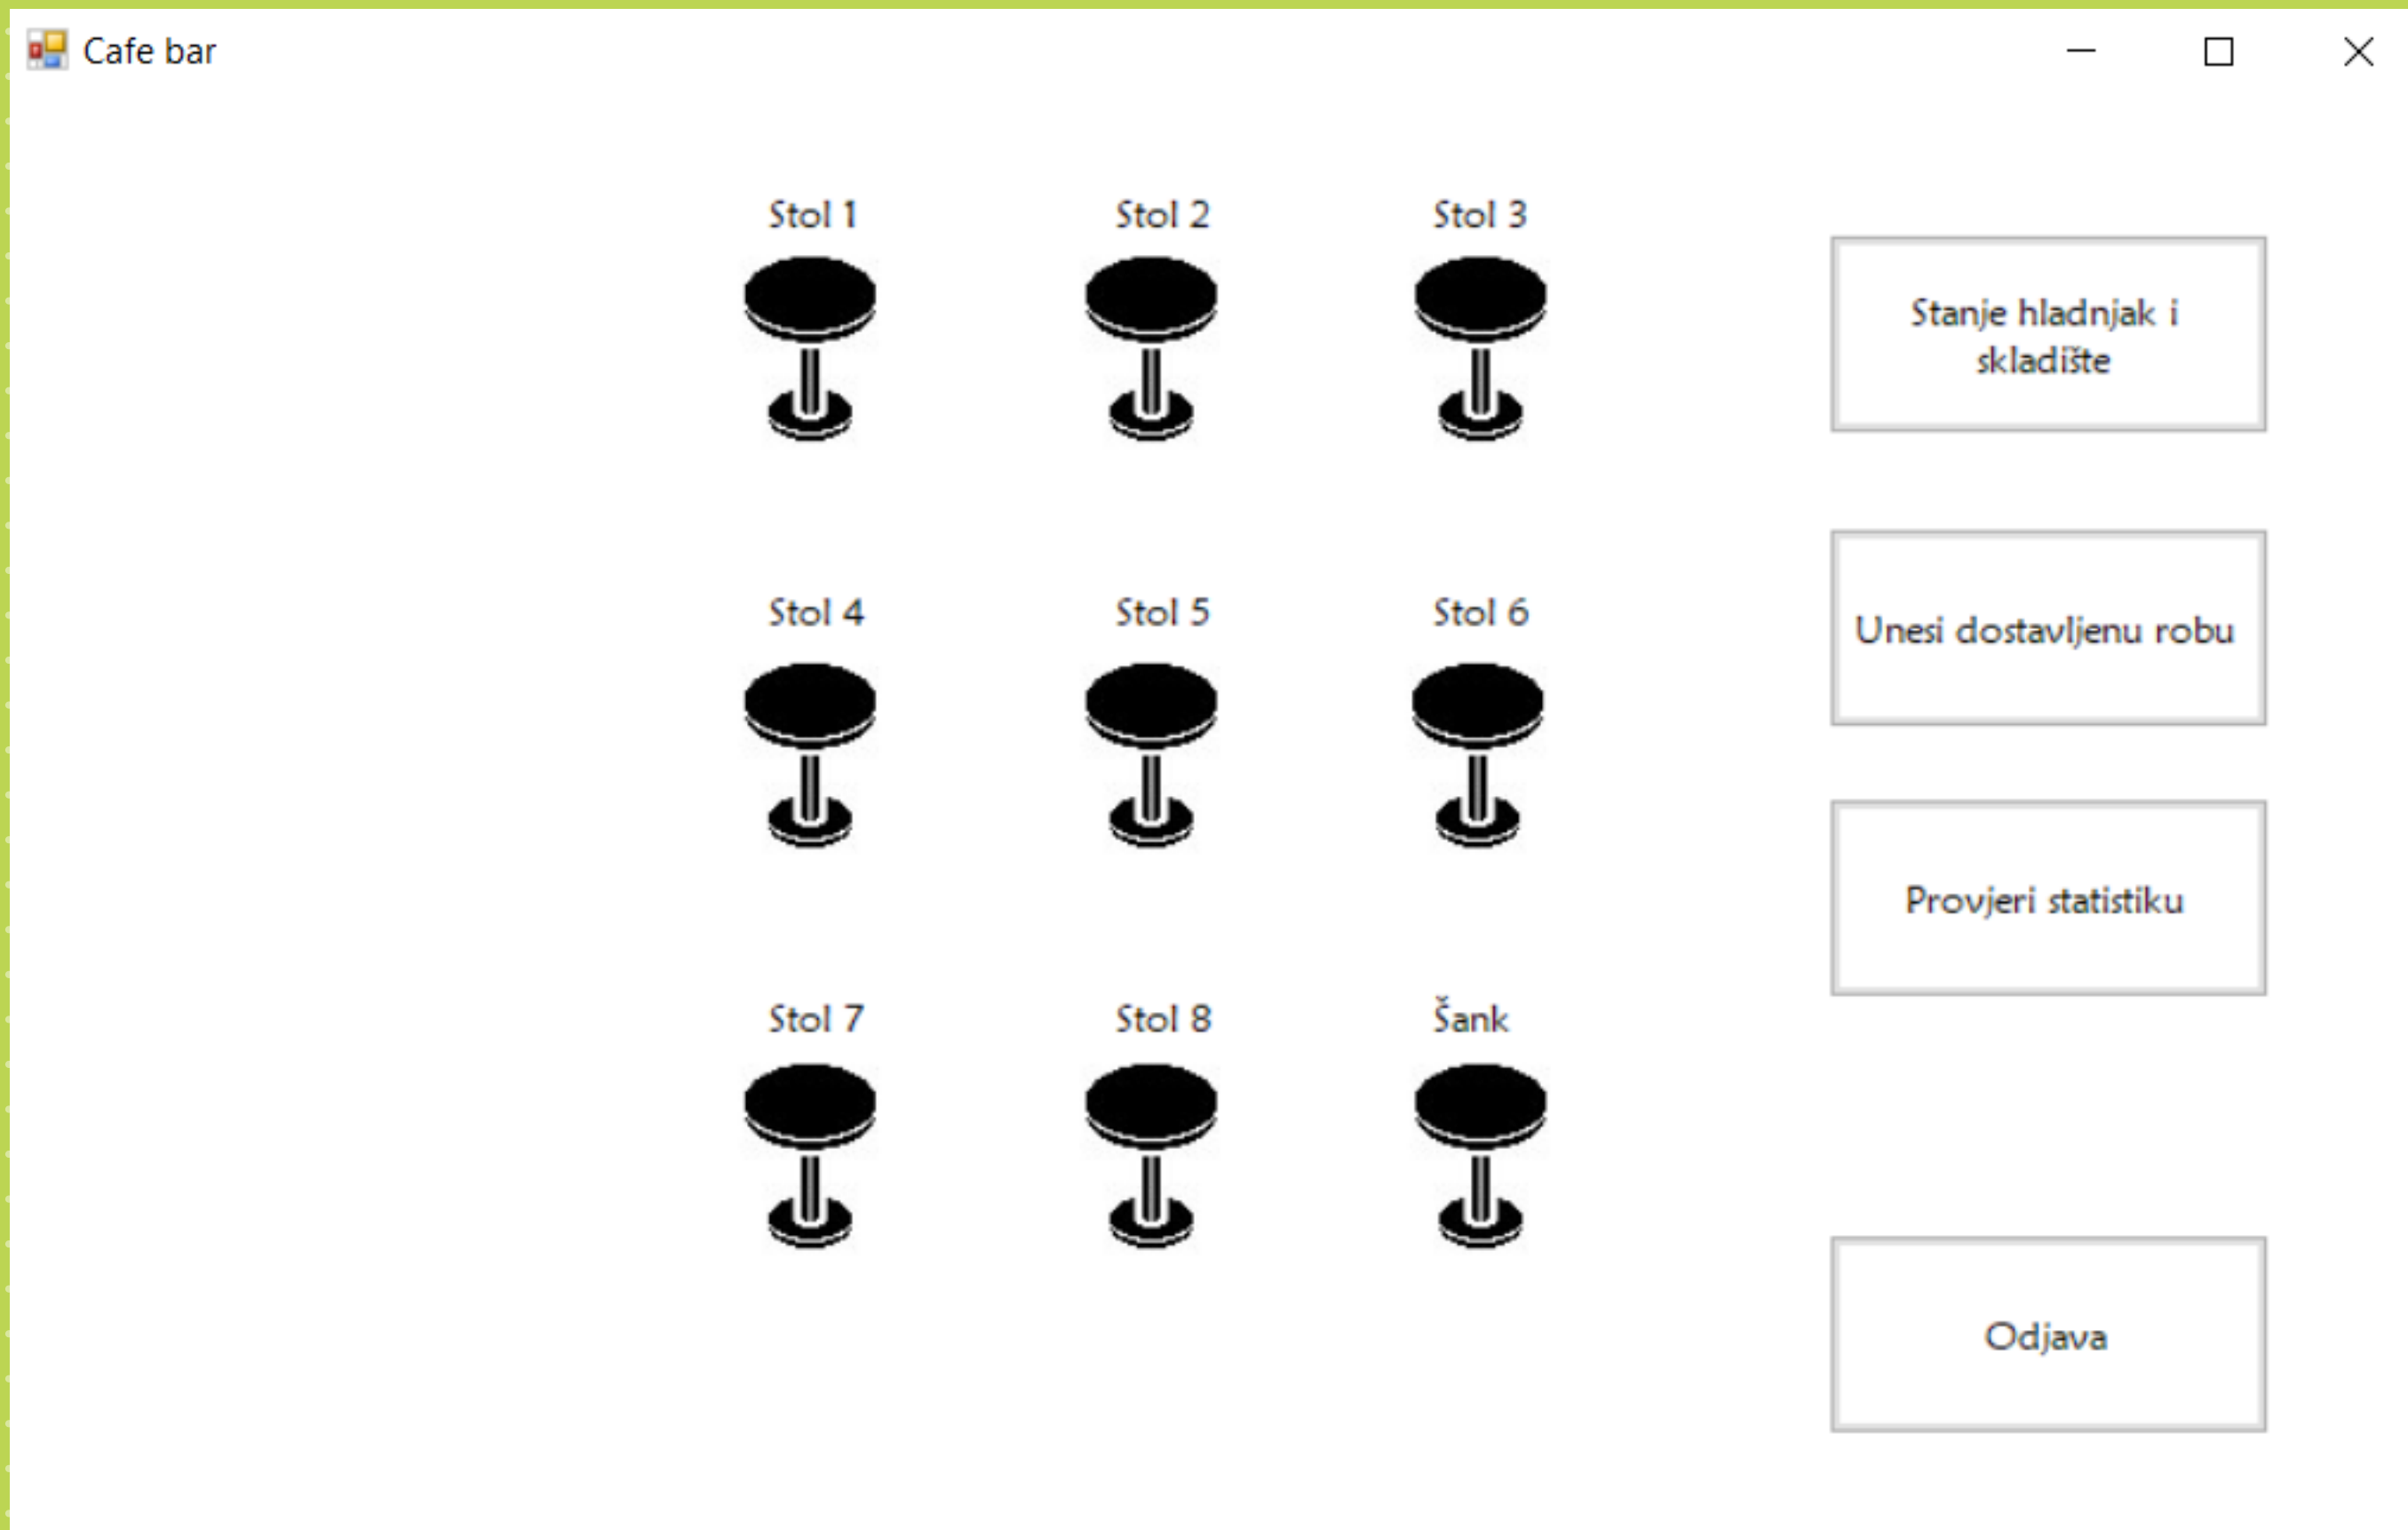 Cafe bar
Stol 1
Stol 2
Stol 3
Stanje hladnjak i
skladište
Stol 4
Stol 5
Stol 6
Unesi dostavljenu robu
Provjeri statistiku
Stol 7
Stol 8
Šank
Odjava